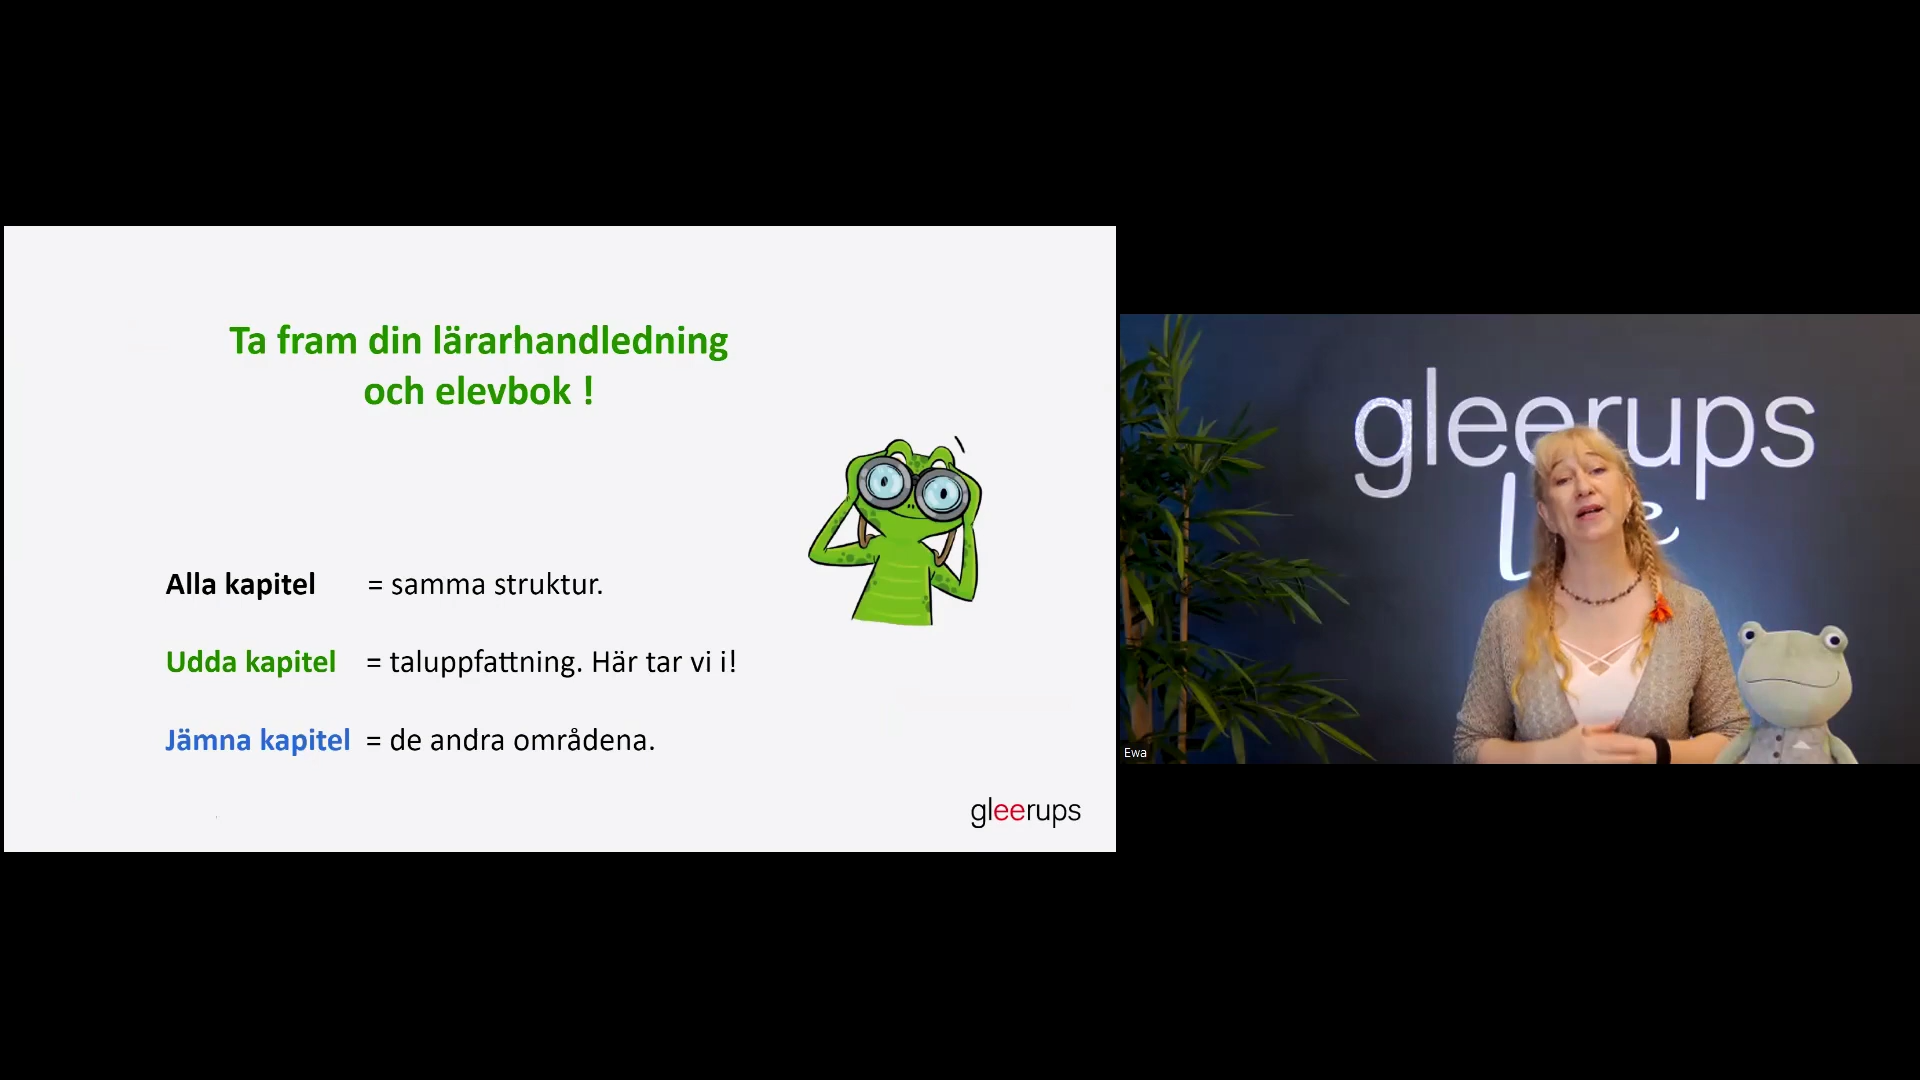 Ta fram din lärarhandledning
och elevbok !
Alla kapitel = samma struktur.
Udda kapitel = taluppfattning. Här tar vi i!
Jämna kapitel = de andra områdena.
gleerups
gleerups
Ewa